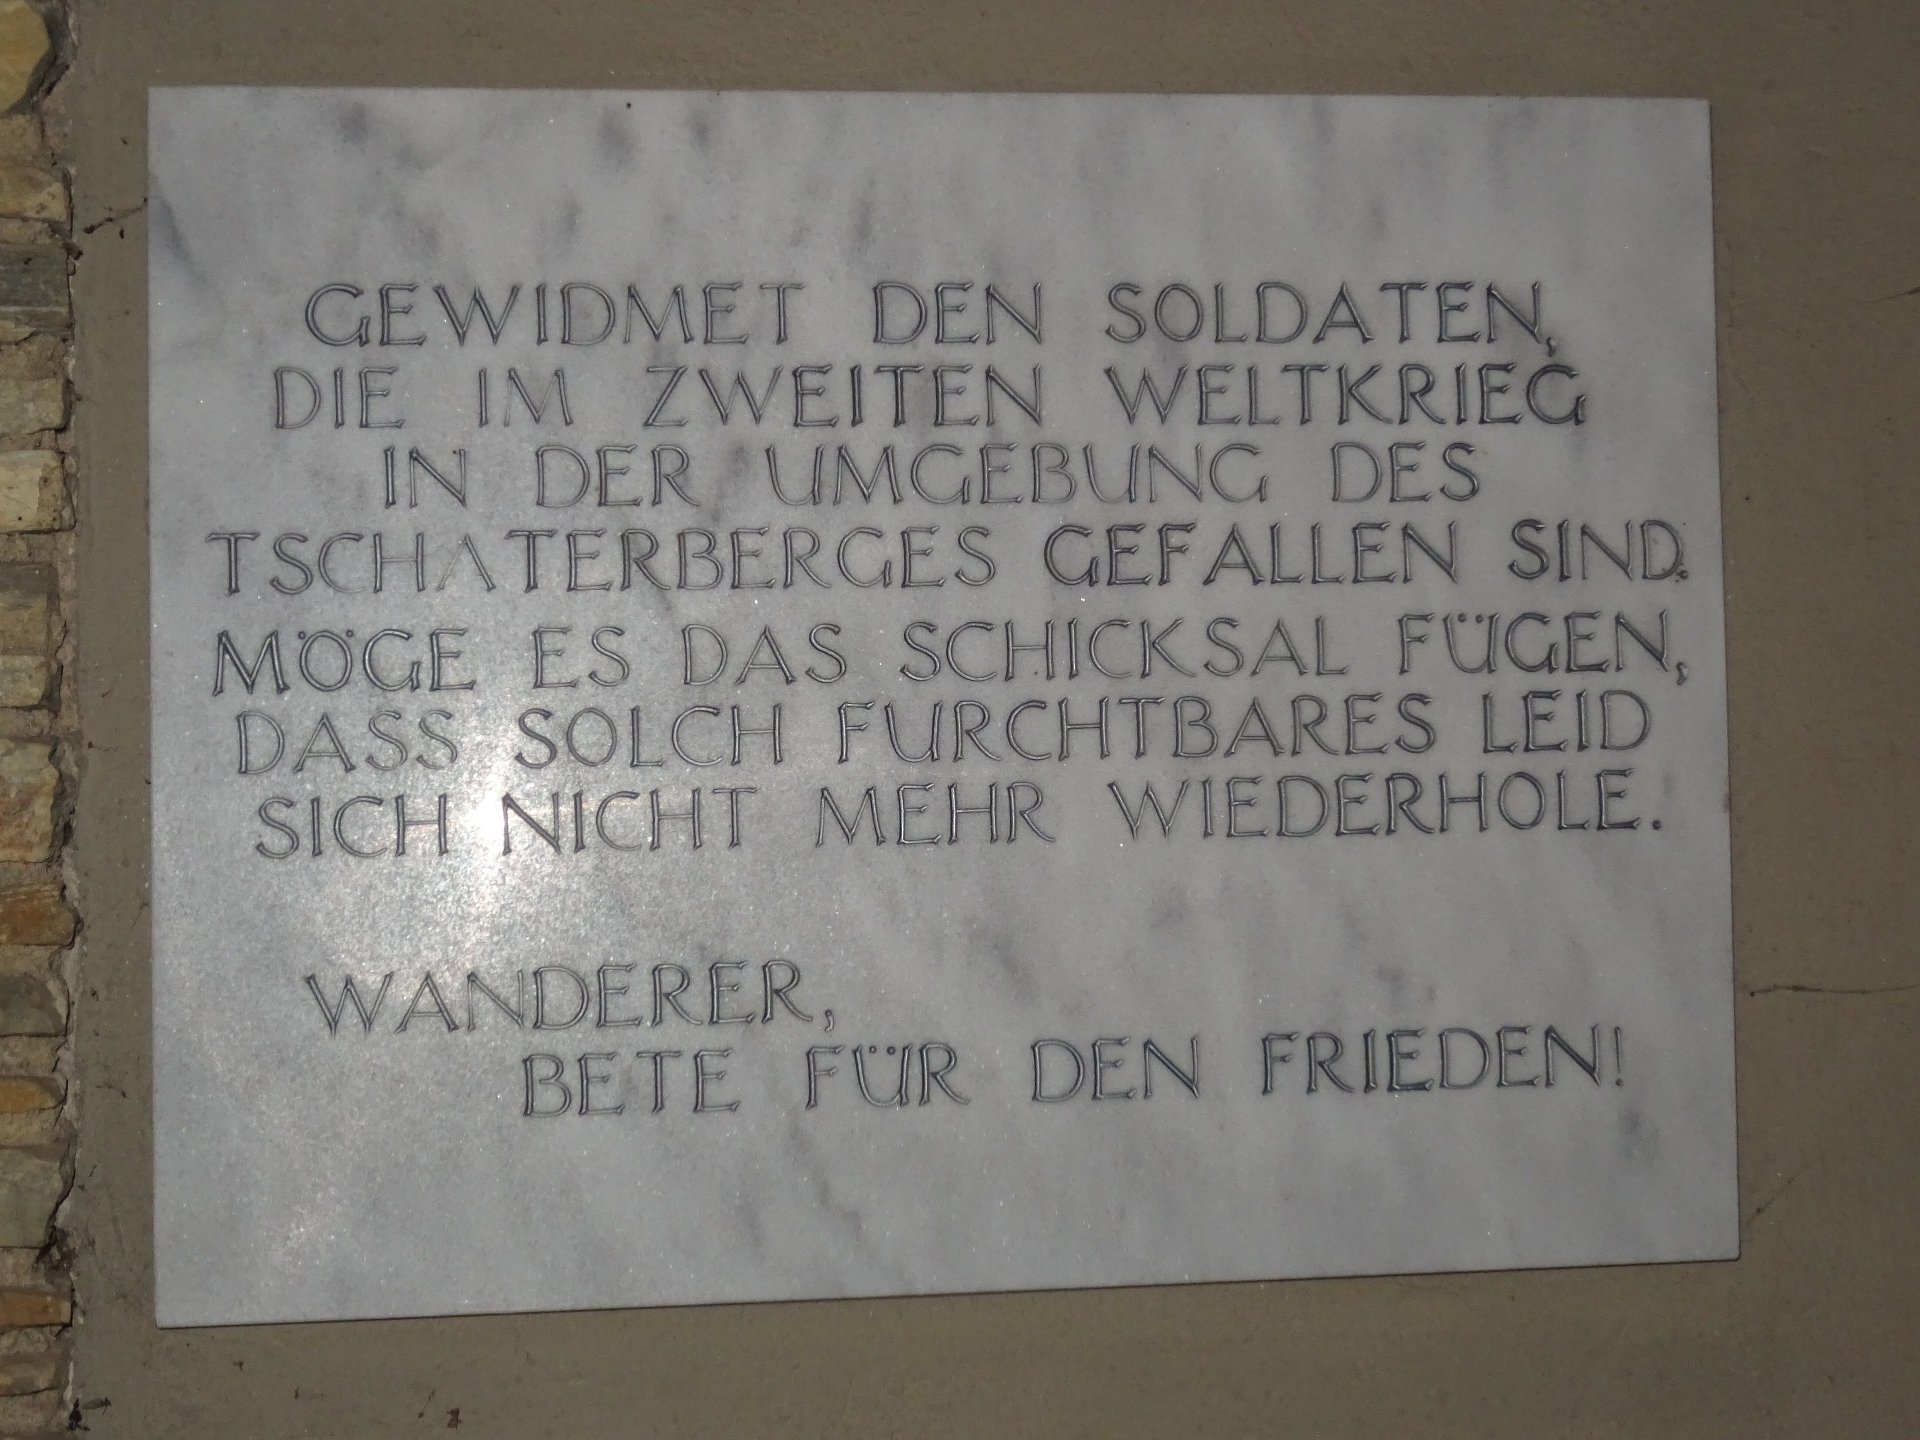 GEWIDMET DEN SOLDATEN,
DIE IM ZWEITEN WELTKRIEG
IN DER UMGEBUNG DES
TSCHATERBERGES GEFALLEN SIND.
MÖGE ES DAS SCHICKSAL FÜGEN,
DASS SOLCH FURCHTBARES LEID
SICH NICHT MEHR WIEDERHOLE.
WANDERER,
BETE FÜR DEN FRIEDEN!